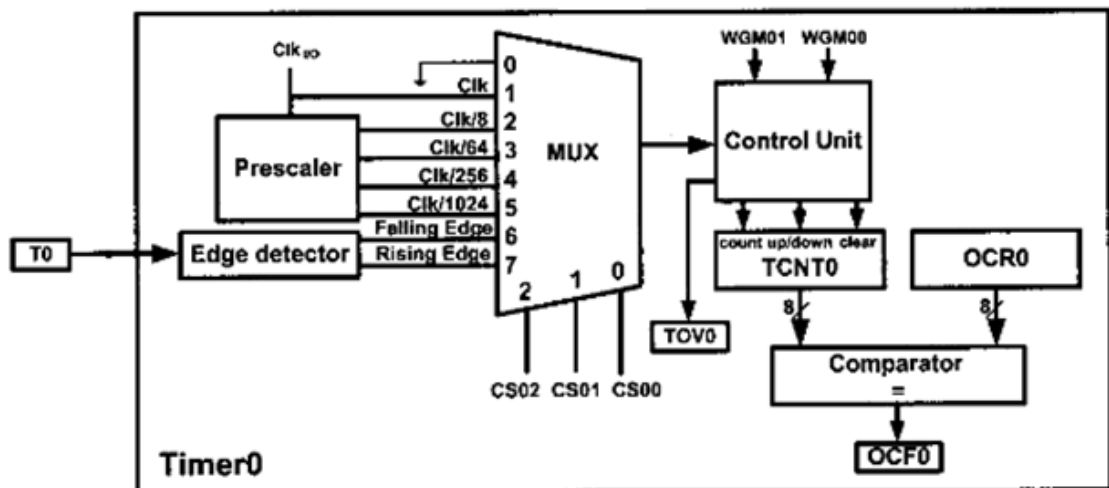 Clk I/O
WGM01 WGM00
0
Clk
1
Clk/8
2
Clk/64
3
Clk/256
4
Clk/1024
5
Falling Edge
6
Rising Edge
7
Prescaler
MUX
Control Unit
T0
Edge detector
2 1 0
count up/down clear
TCNT0
OCR0
8
8
TOV0
CS02 CS01 CS00
Comparator
=
OCF0
Timer0